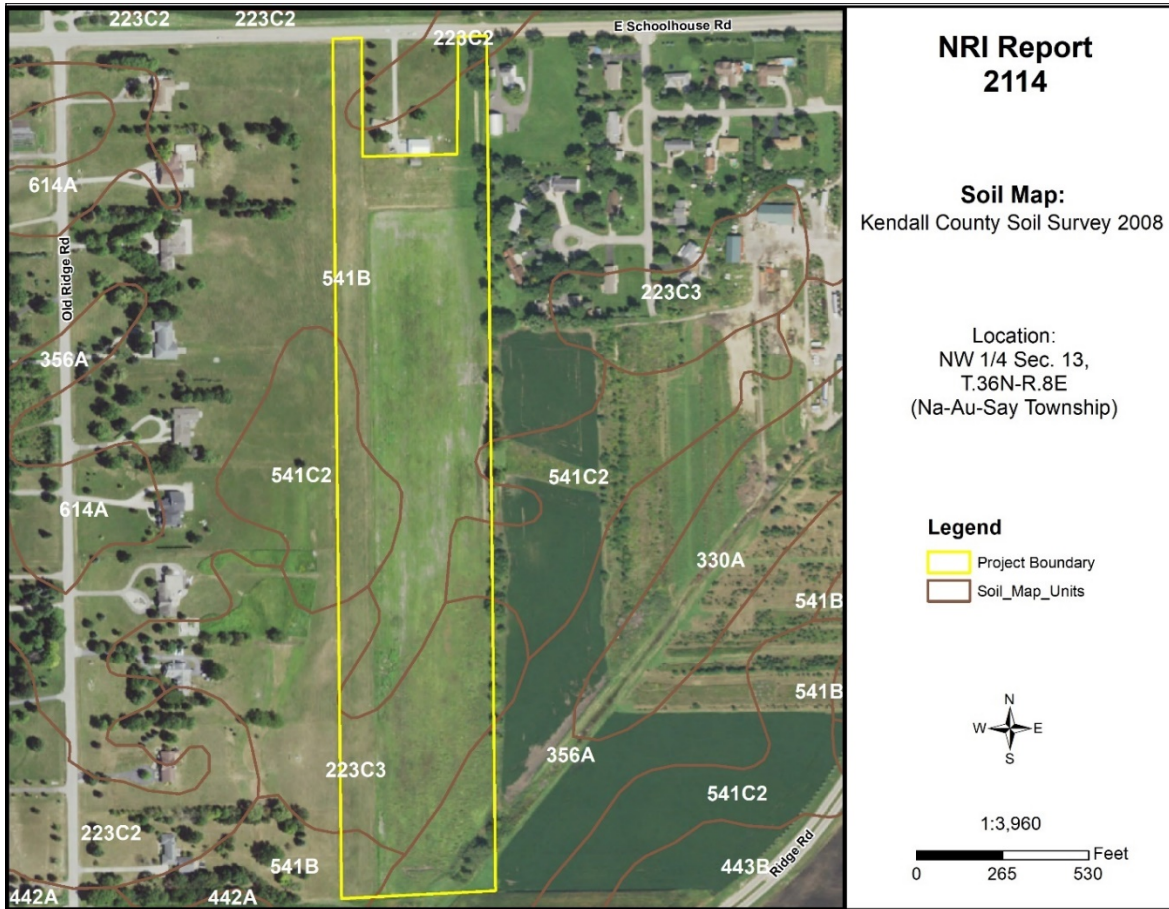 223C2
223C2
E Schoolhouse Rd
223C2
614A
Old Ridge Rd
541B
223C3
356A
541C2
541C2
614A
330A
541B
541B
356A
223C3
541C2
223C2
541B
443B
Ridge Rd
442A
442A
NRI Report
2114
Soil Map:
Kendall County Soil Survey 2008
Location:
NW 1/4 Sec. 13,
T.36N-R.8E
(Na-Au-Say Township)
Legend
Project Boundary
Soil_Map_Units
N
W E
S
1:3,960
Feet
0 265 530